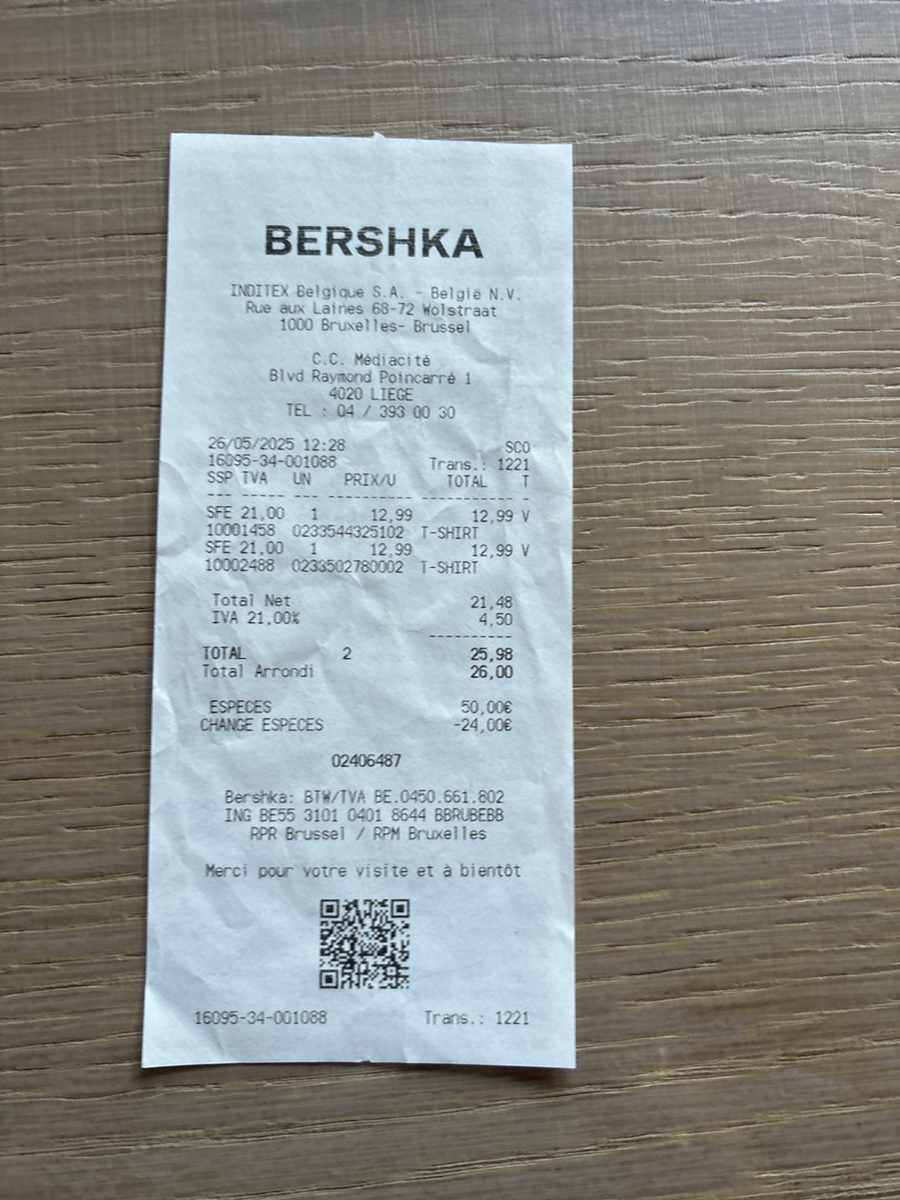 BERSHKA
INDITEX Belgique S.A. - België N.V.
Rue aux Laines 68-72 Wolstraat
1000 Bruxelles- Brussel
C.C. Médiacité
Blvd Raymond Poincarré 1
4020 LIEGE
TEL : 04 / 393 00 30
26/05/2025 12:28 SCO
16095-34-001088 Trans.: 1221
SSP TVA UN PRIX/U TOTAL T
--- ----- --- ----------- ---------- -
SFE 21,00 1 12,99 12,99 V
10001458 0233544325102 T-SHIRT
SFE 21,00 1 12,99 12,99 V
10002488 0233502780002 T-SHIRT
Total Net 21,48
IVA 21,00% 4,50
----------
TOTAL 2 25,98
Total Arrondi 26,00
ESPECES 50,00€
CHANGE ESPECES -24,00€
02406487
Bershka: BTW/TVA BE.0450.661.802
ING BE55 3101 0401 8644 BBRUBEBB
RPR Brussel / RPM Bruxelles
Merci pour votre visite et à bientôt
16095-34-001088 Trans.: 1221